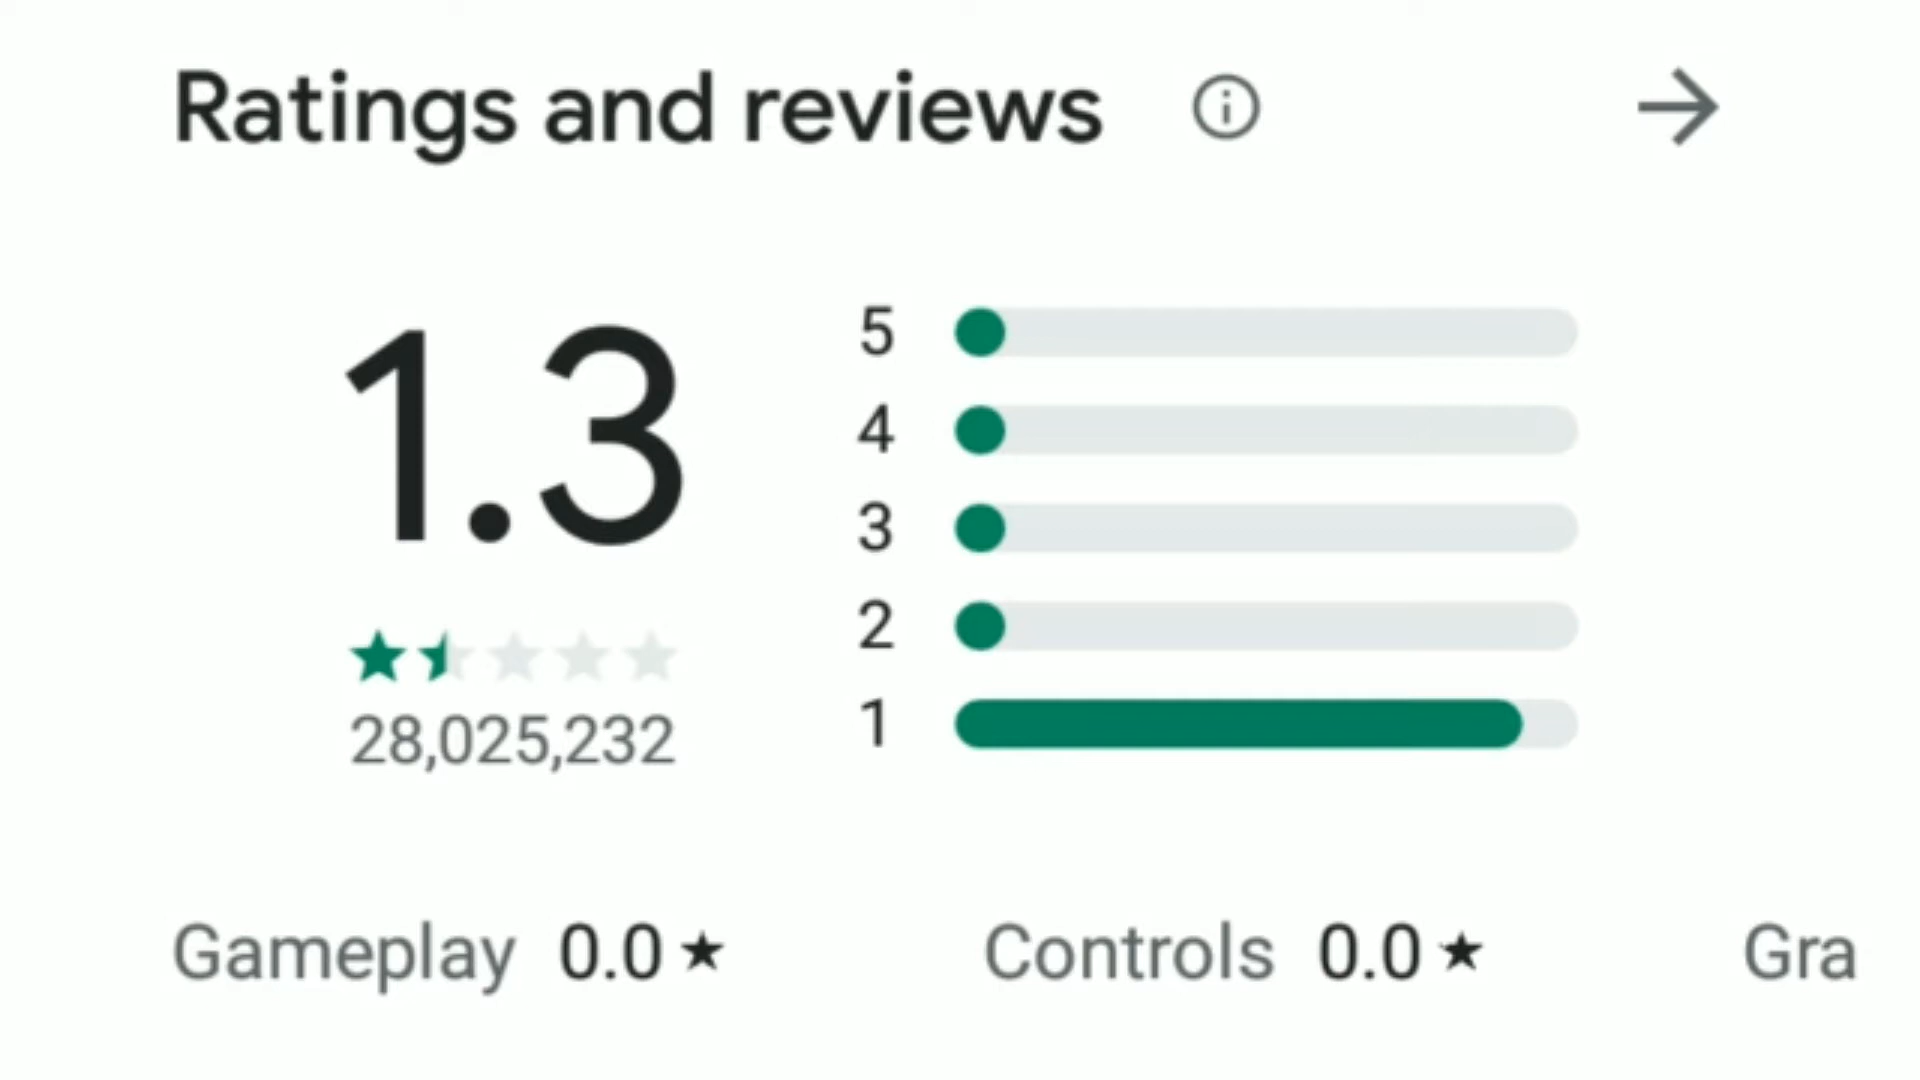 Ratings and reviews
1.3
28,025,232
5
4
3
2
1
Gameplay 0.0 ★
Controls 0.0 ★
Gra